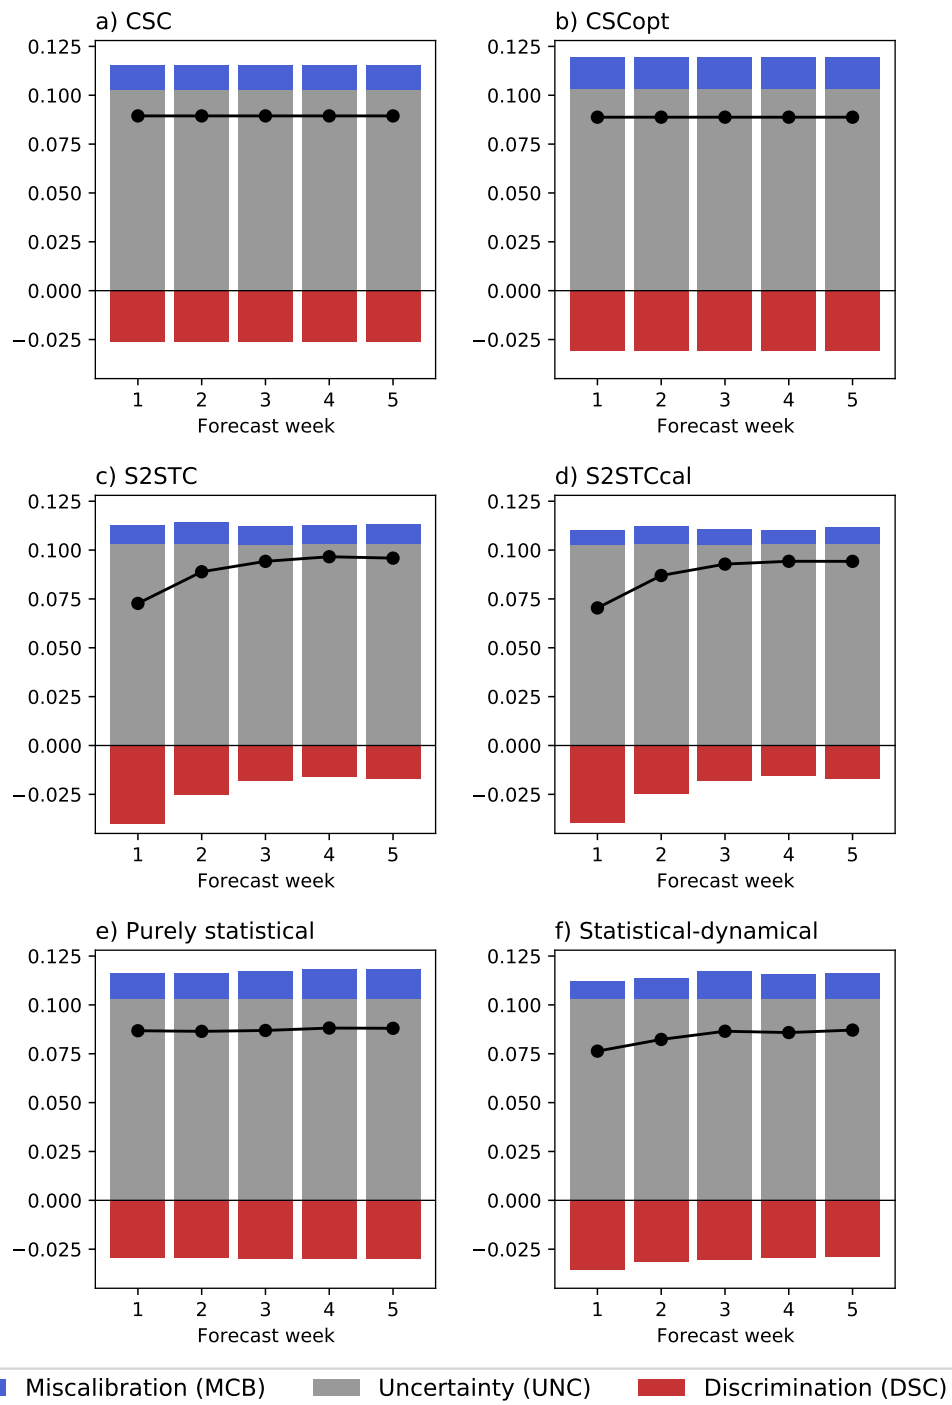 a) CSC
b) CSCopt
0.125
0.100
0.075
0.050
0.025
0.000
−0.025
1 2 3 4 5
Forecast week
0.125
0.100
0.075
0.050
0.025
0.000
−0.025
1 2 3 4 5
Forecast week
c) S2STC
d) S2STCcal
0.125
0.100
0.075
0.050
0.025
0.000
−0.025
1 2 3 4 5
Forecast week
0.125
0.100
0.075
0.050
0.025
0.000
−0.025
1 2 3 4 5
Forecast week
e) Purely statistical
f) Statistical-dynamical
0.125
0.100
0.075
0.050
0.025
0.000
−0.025
1 2 3 4 5
Forecast week
0.125
0.100
0.075
0.050
0.025
0.000
−0.025
1 2 3 4 5
Forecast week
Miscalibration (MCB) Uncertainty (UNC) Discrimination (DSC)